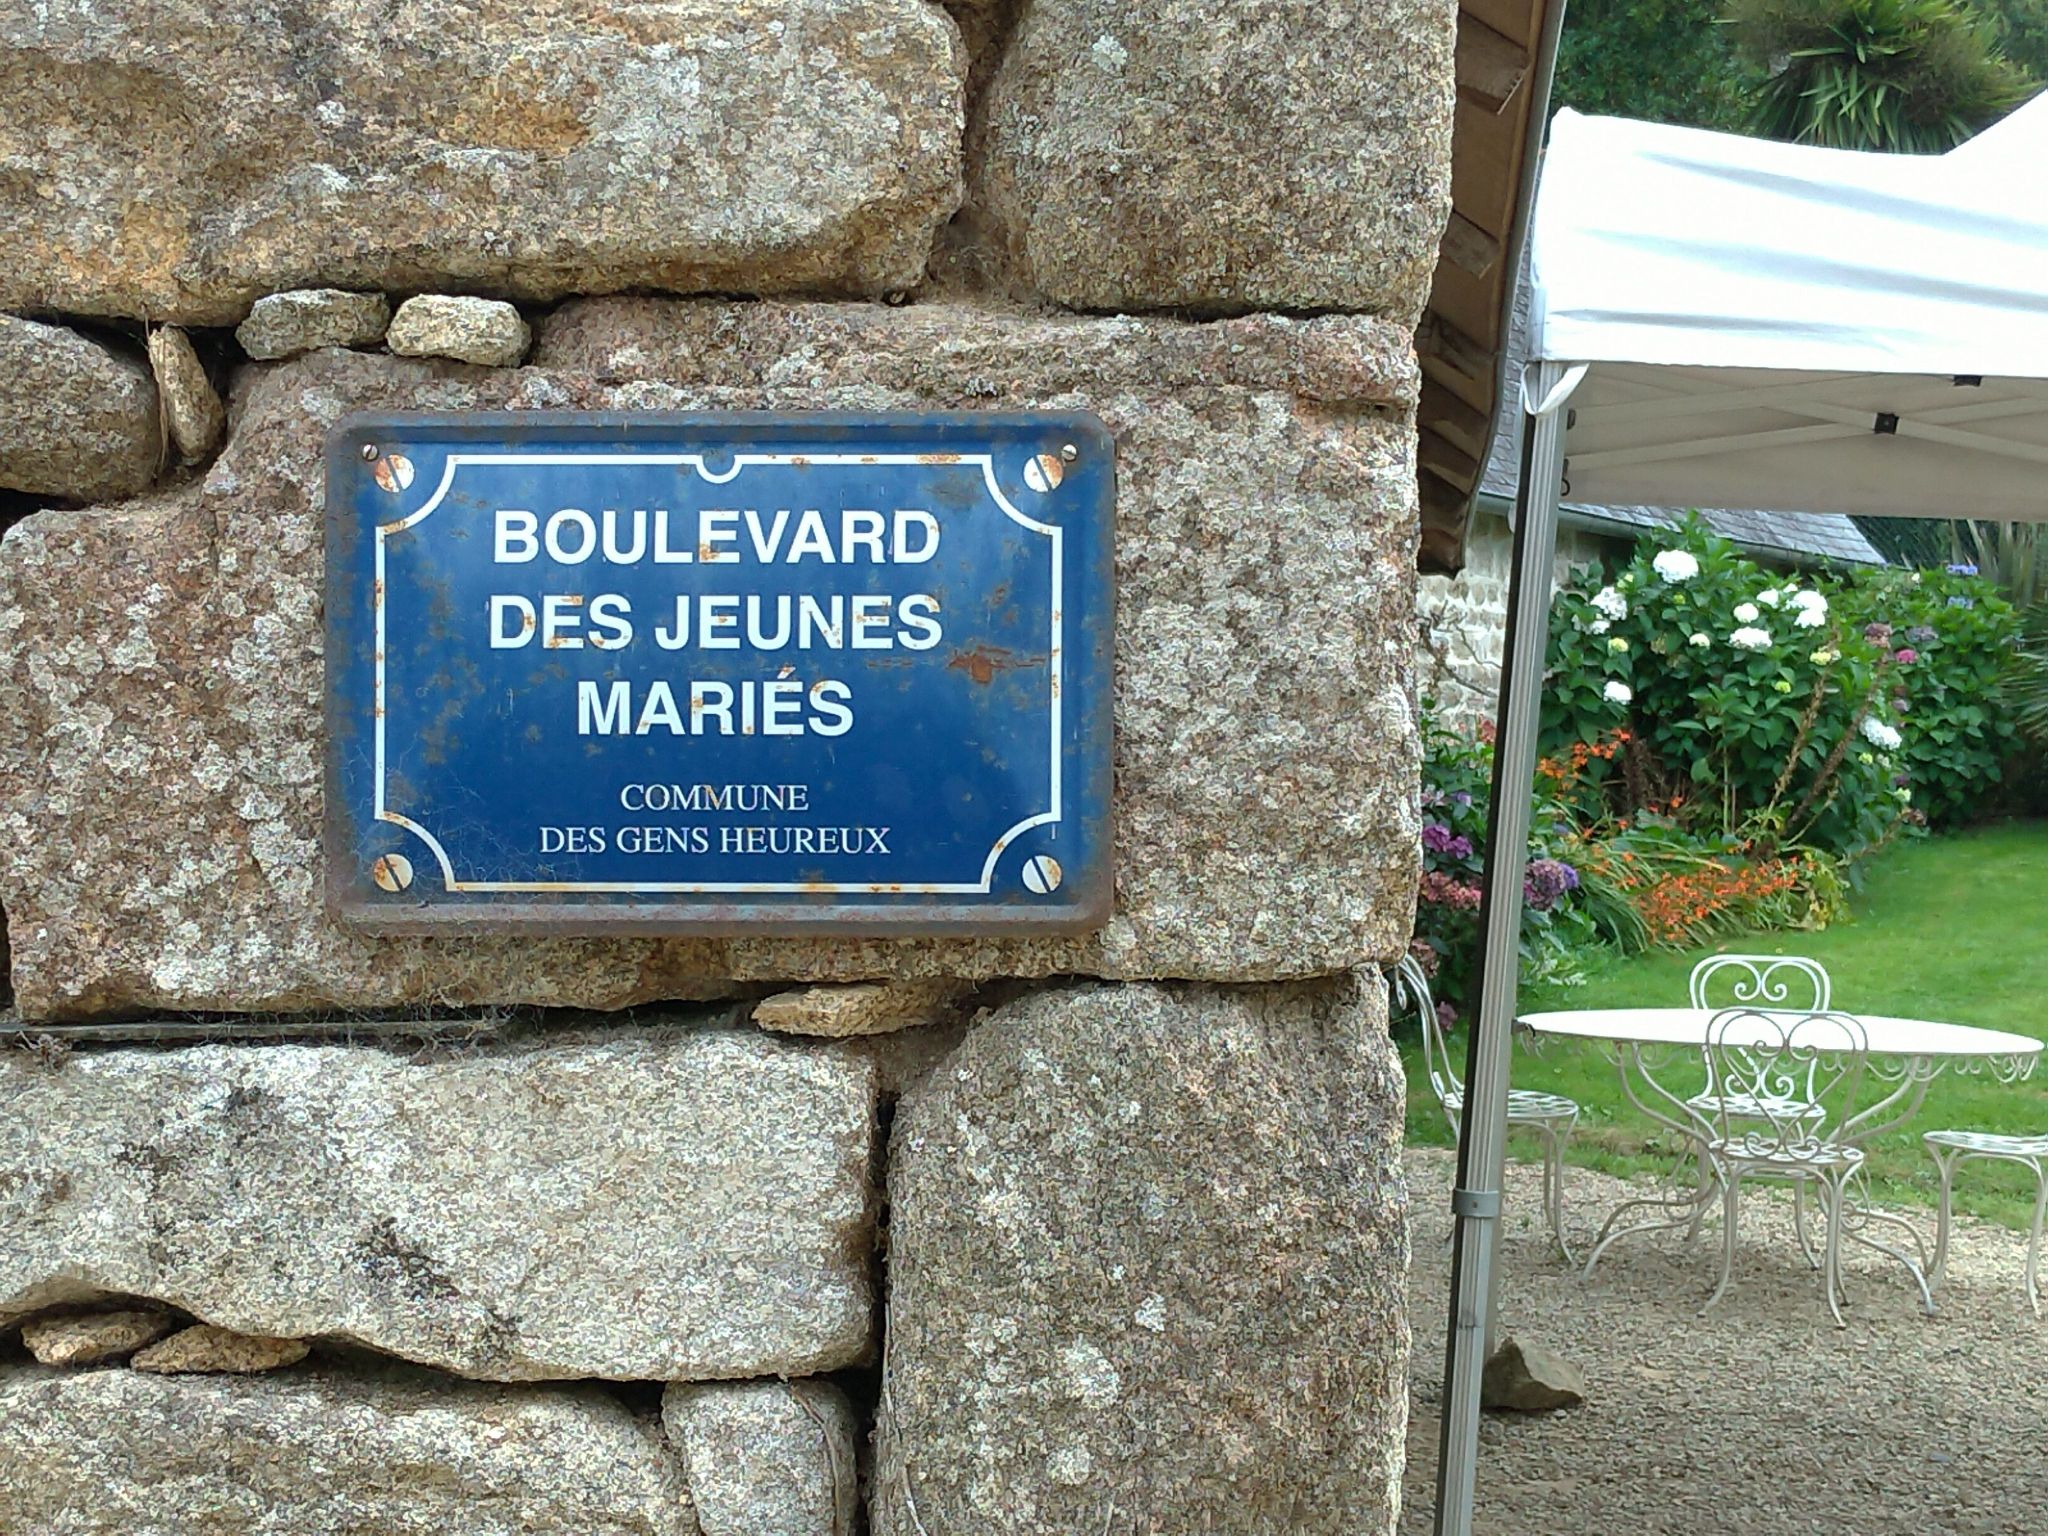 BOULEVARD
DES JEUNES
MARIÉS
COMMUNE
DES GENS HEUREUX